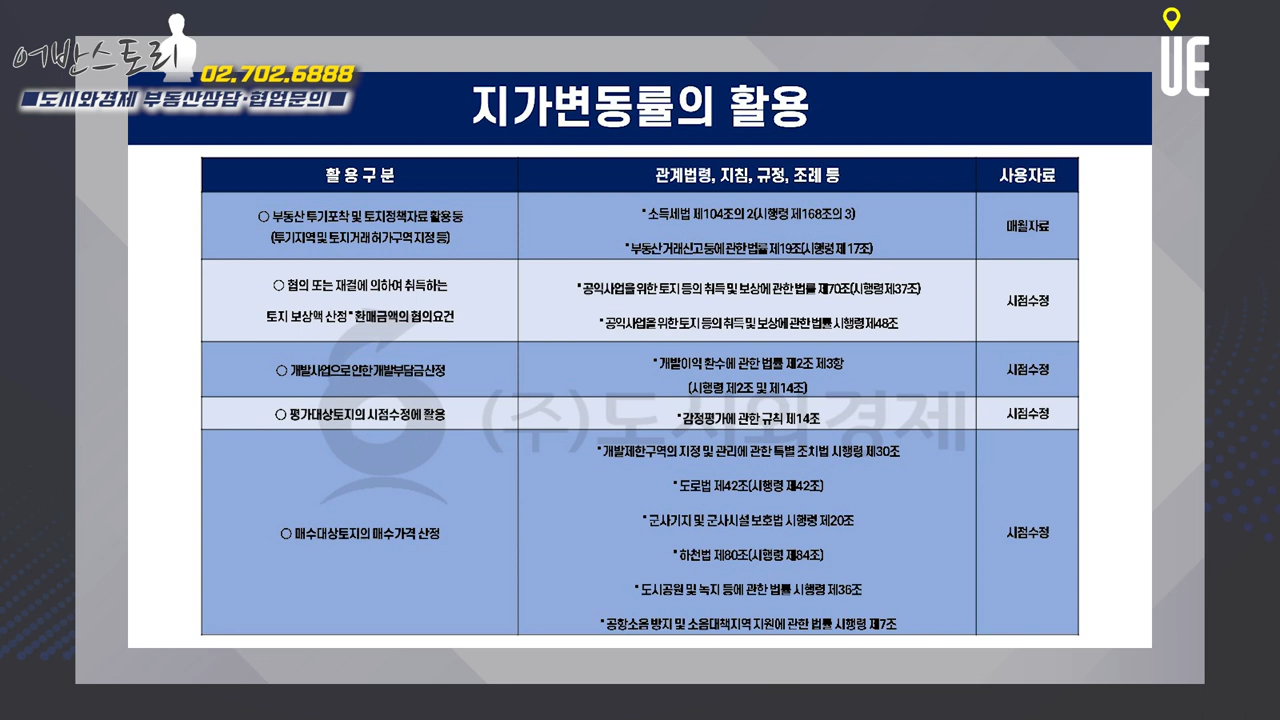 어반스토리
02.702.6888
■도시와경제 부동산상담·협업문의■
UE
지가변동률의 활용
활 용 구 분
관계법령, 지침, 규정, 조례 등
사용자료
○ 부동산 투기포착 및 토지정책자료 활용 등
(투기지역 및 토지거래 허가구역 지정 등)
▪ 소득세법 제104조의 2(시행령 제168조의 3)
▪ 부동산 거래신고 등에 관한 법률 제19조(시행령 제 17조)
매월자료
○ 협의 또는 재결에 의하여 취득하는
토지 보상액 산정 ▪ 환매금액의 협의요건
▪ 공익사업을 위한 토지 등의 취득 및 보상에 관한 법률 제70조(시행령 제37조)
▪ 공익사업을 위한 토지 등의 취득 및 보상에 관한 법률 시행령 제48조
시점수정
○ 개발사업으로 인한 개발부담금 산정
▪ 개발이익 환수에 관한 법률 제2조 제3항
(시행령 제2조 및 제14조)
시점수정
○ 평가대상토지의 시점수정에 활용
▪ 감정평가에 관한 규칙 제14조
시점수정
○ 매수대상토지의 매수가격 산정
▪ 개발제한구역의 지정 및 관리에 관한 특별 조치법 시행령 제30조
▪ 도로법 제42조(시행령 제42조)
▪ 군사기지 및 군사시설 보호법 시행령 제20조
▪ 하천법 제80조(시행령 제84조)
▪ 도시공원 및 녹지 등에 관한 법률 시행령 제36조
▪ 공항소음 방지 및 소음대책지역 지원에 관한 법률 시행령 제7조
시점수정
(주)도시와경제